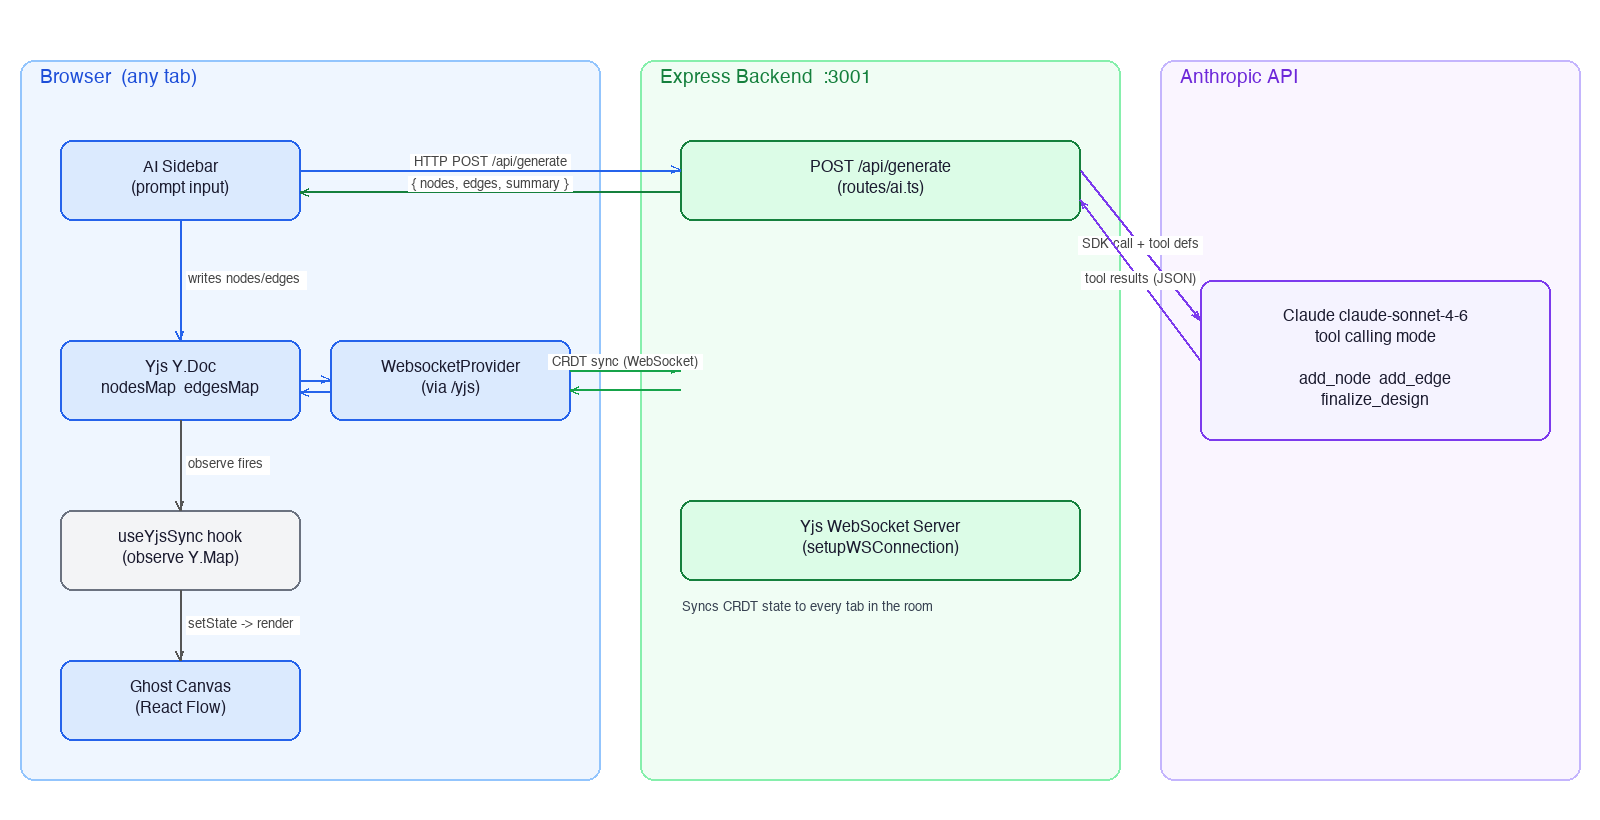 Browser (any tab)
Express Backend :3001
Anthropic API
AI Sidebar
(prompt input)
HTTP POST /api/generate
{ nodes, edges, summary }
POST /api/generate
(routes/ai.ts)
SDK call + tool defs
tool results (JSON)
writes nodes/edges
Claude claude-sonnet-4-6
tool calling mode
add_node add_edge
finalize_design
Yjs Y.Doc
nodesMap edgesMap
WebsocketProvider
(via /yjs)
CRDT sync (WebSocket)
observe fires
useYjsSync hook
(observe Y.Map)
Yjs WebSocket Server
(setupWSConnection)
Syncs CRDT state to every tab in the room
setState -> render
Ghost Canvas
(React Flow)